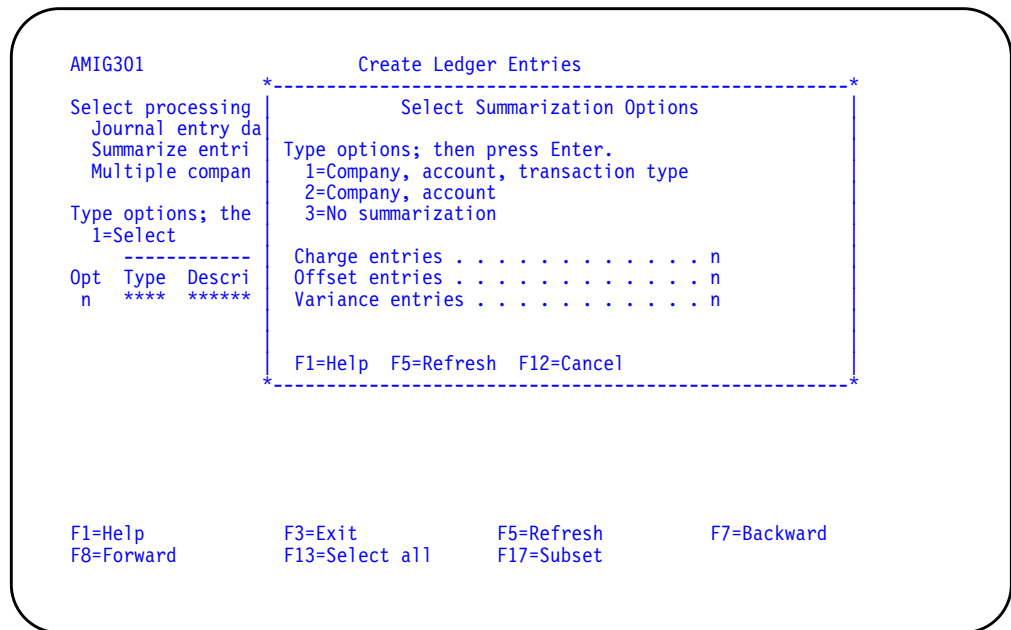 AMIG301 Create Ledger Entries
*------------------------------------------------------*
Select processing | Select Summarization Options |
Journal entry da| |
Summarize entri | Type options; then press Enter. |
Multiple compan | 1=Company, account, transaction type |
| 2=Company, account |
Type options; the | 3=No summarization |
1=Select | |
------------ | Charge entries . . . . . . . . . . . . n |
Opt Type Descri | Offset entries . . . . . . . . . . . . n |
n **** ****** | Variance entries . . . . . . . . . . . n |
| F1=Help F5=Refresh F12=Cancel |
*------------------------------------------------------*
F1=Help F3=Exit F5=Refresh F7=Backward
F8=Forward F13=Select all F17=Subset